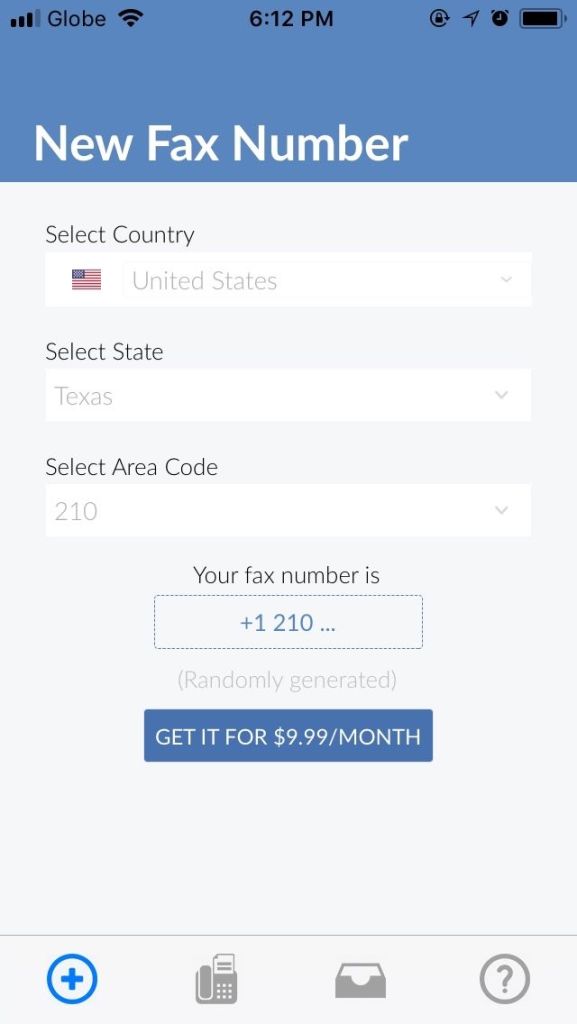 Globe 6:12 PM
New Fax Number
Select Country
United States
Select State
Texas
Select Area Code
210
Your fax number is
+1 210 ...
(Randomly generated)
GET IT FOR $9.99/MONTH
?